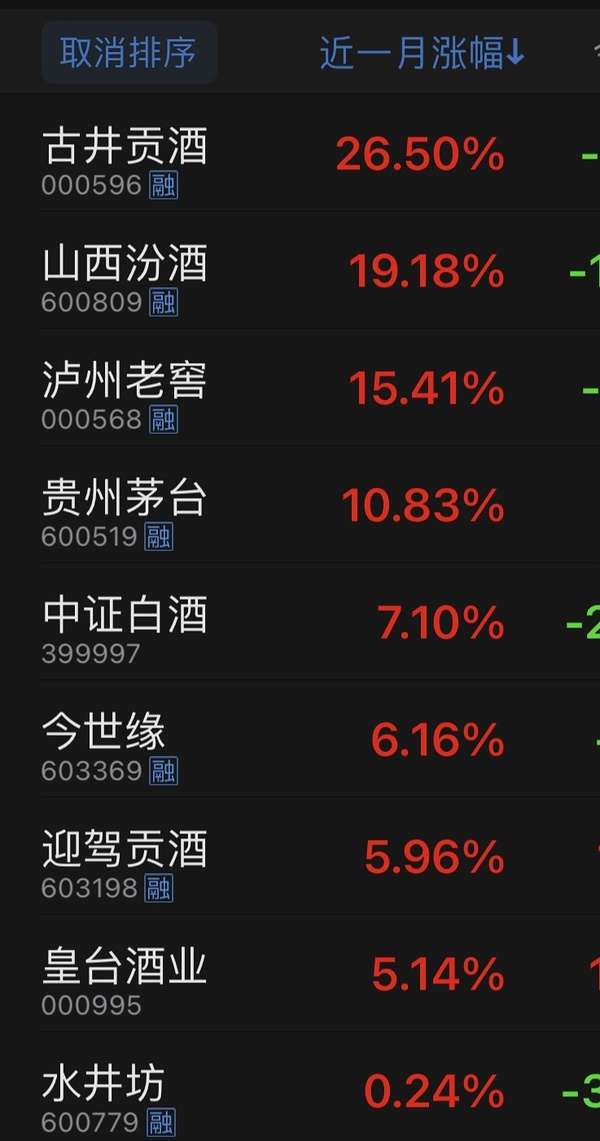 取消排序 近一月涨幅↓
古井贡酒 26.50%
000596 融
山西汾酒 19.18%
600809 融
泸州老窖 15.41%
000568 融
贵州茅台 10.83%
600519 融
中证白酒 7.10%
399997
今世缘 6.16%
603369 融
迎驾贡酒 5.96%
603198 融
皇台酒业 5.14%
000995
水井坊 0.24%
600779 融